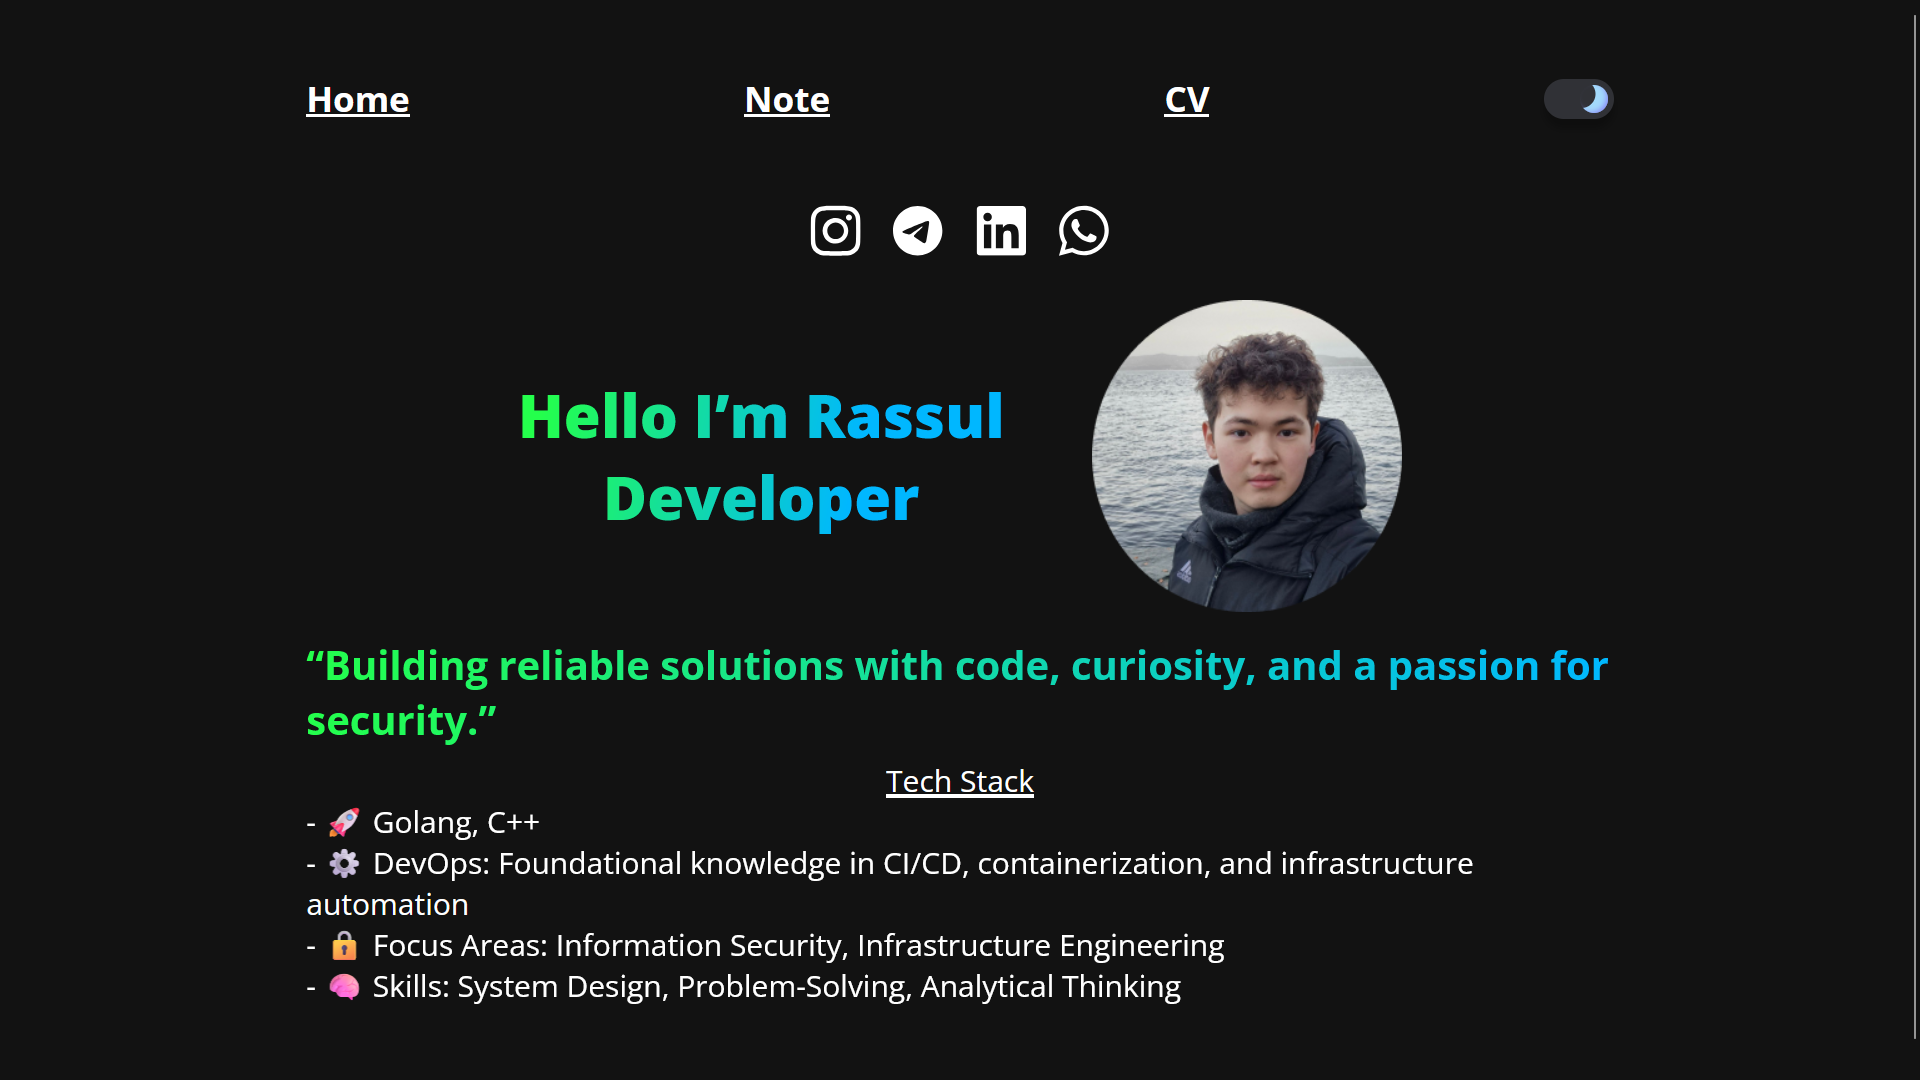 Home Note CV
Hello I’m Rassul
Developer
“Building reliable solutions with code, curiosity, and a passion for
security.”
Tech Stack
- 🚀 Golang, C++
- ⚙️ DevOps: Foundational knowledge in CI/CD, containerization, and infrastructure
automation
- 🔒 Focus Areas: Information Security, Infrastructure Engineering
- 🧠 Skills: System Design, Problem-Solving, Analytical Thinking